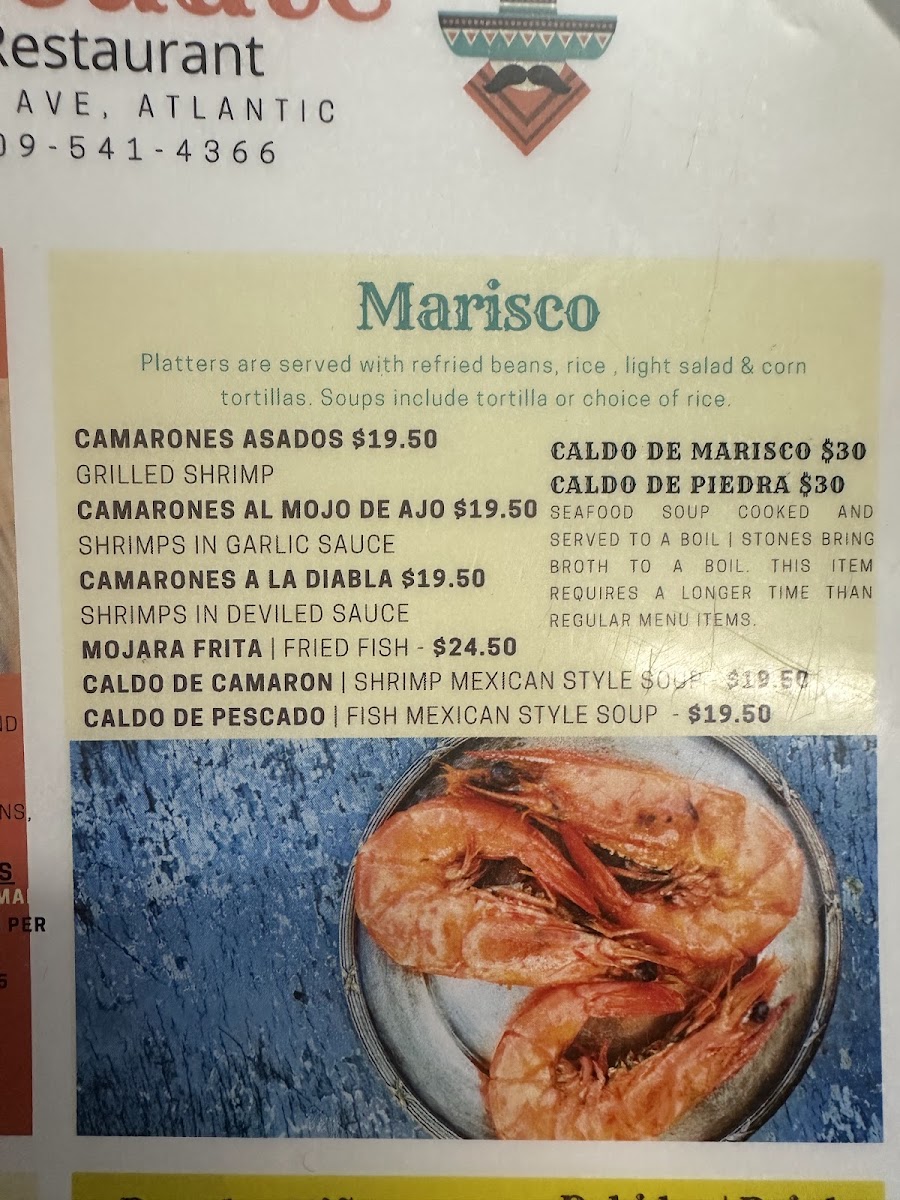 Restaurant
AVE, ATLANTIC
09-541-4366
Marisco
Platters are served with refried beans, rice , light salad & corn
tortillas. Soups include tortilla or choice of rice.
CAMARONES ASADOS $19.50
GRILLED SHRIMP
CAMARONES AL MOJO DE AJO $19.50
SHRIMPS IN GARLIC SAUCE
CAMARONES A LA DIABLA $19.50
SHRIMPS IN DEVILED SAUCE
MOJARA FRITA | FRIED FISH - $24.50
CALDO DE CAMARON | SHRIMP MEXICAN STYLE SOUP - $19.50
CALDO DE PESCADO | FISH MEXICAN STYLE SOUP - $19.50
CALDO DE MARISCO $30
CALDO DE PIEDRA $30
SEAFOOD SOUP COOKED AND
SERVED TO A BOIL | STONES BRING
BROTH TO A BOIL. THIS ITEM
REQUIRES A LONGER TIME THAN
REGULAR MENU ITEMS.
PER